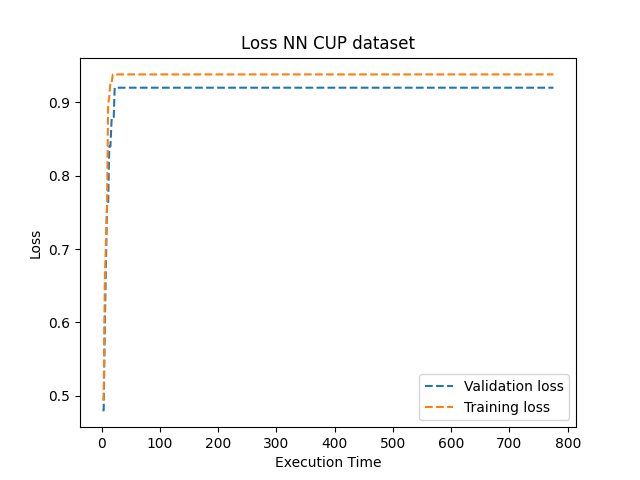 Loss NN CUP dataset
0.9
0.8
0.7
0.6
0.5
Loss
0
100
200
300
400
500
600
700
800
Execution Time
Validation loss
Training loss